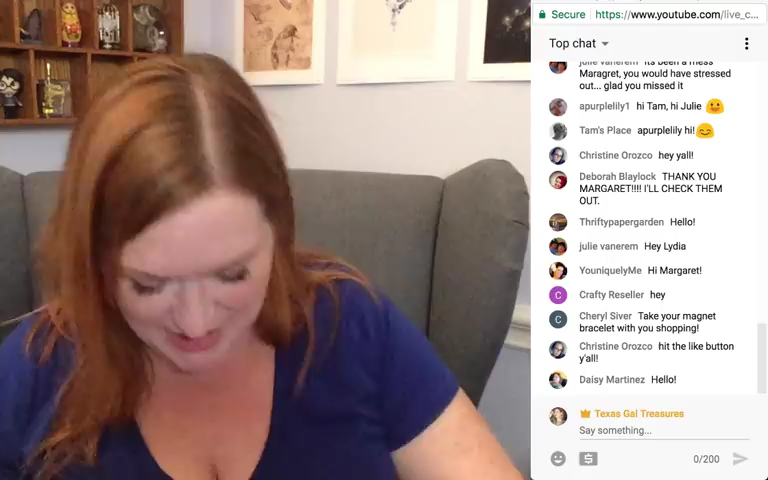 Secure https://www.youtube.com/live_c...
Top chat
julie vanerem its been a mess
Maragret, you would have stressed
out... glad you missed it
apurplelily1 hi Tam, hi Julie
Tam's Place apurplelily hi!
Christine Orozco hey yall!
Deborah Blaylock THANK YOU
MARGARET!!!! I'LL CHECK THEM
OUT.
Thriftypapergarden Hello!
julie vanerem Hey Lydia
YouniquelyMe Hi Margaret!
C
Crafty Reseller hey
C
Cheryl Siver Take your magnet
bracelet with you shopping!
Christine Orozco hit the like button
y'all!
Daisy Martinez Hello!
Texas Gal Treasures
Say something...
0/200